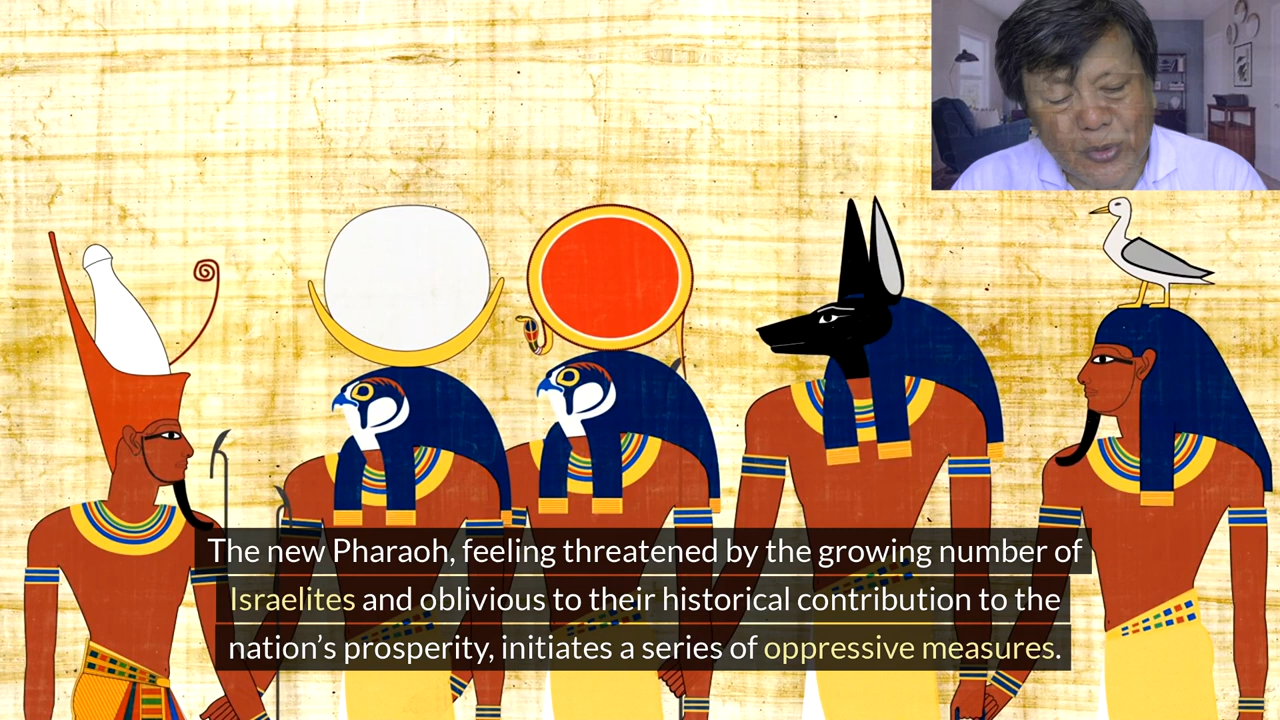 The new Pharaoh, feeling threatened by the growing number of
Israelites and oblivious to their historical contribution to the
nation’s prosperity, initiates a series of oppressive measures.